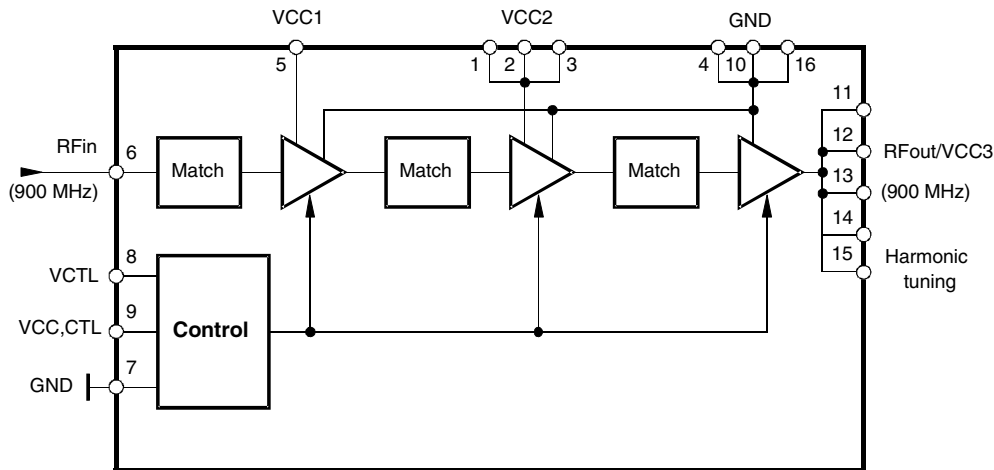 VCC1 VCC2 GND
5 1 2 3 4 10 16
11
RFin 6 Match Match Match 12 RFout/VCC3
(900 MHz) 13 (900 MHz)
14
8 15 Harmonic
VCTL tuning
9
VCC,CTL Control
7
GND